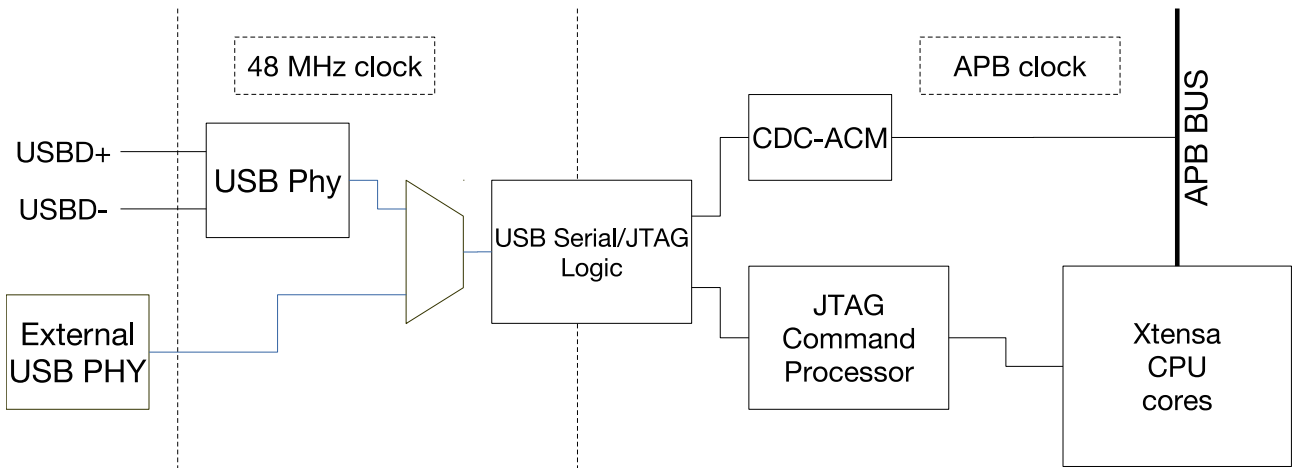 48 MHz clock
APB clock
USBD+
USBD-
USB Phy
CDC-ACM
APB BUS
USB Serial/JTAG
Logic
External
USB PHY
JTAG
Command
Processor
Xtensa
CPU
cores